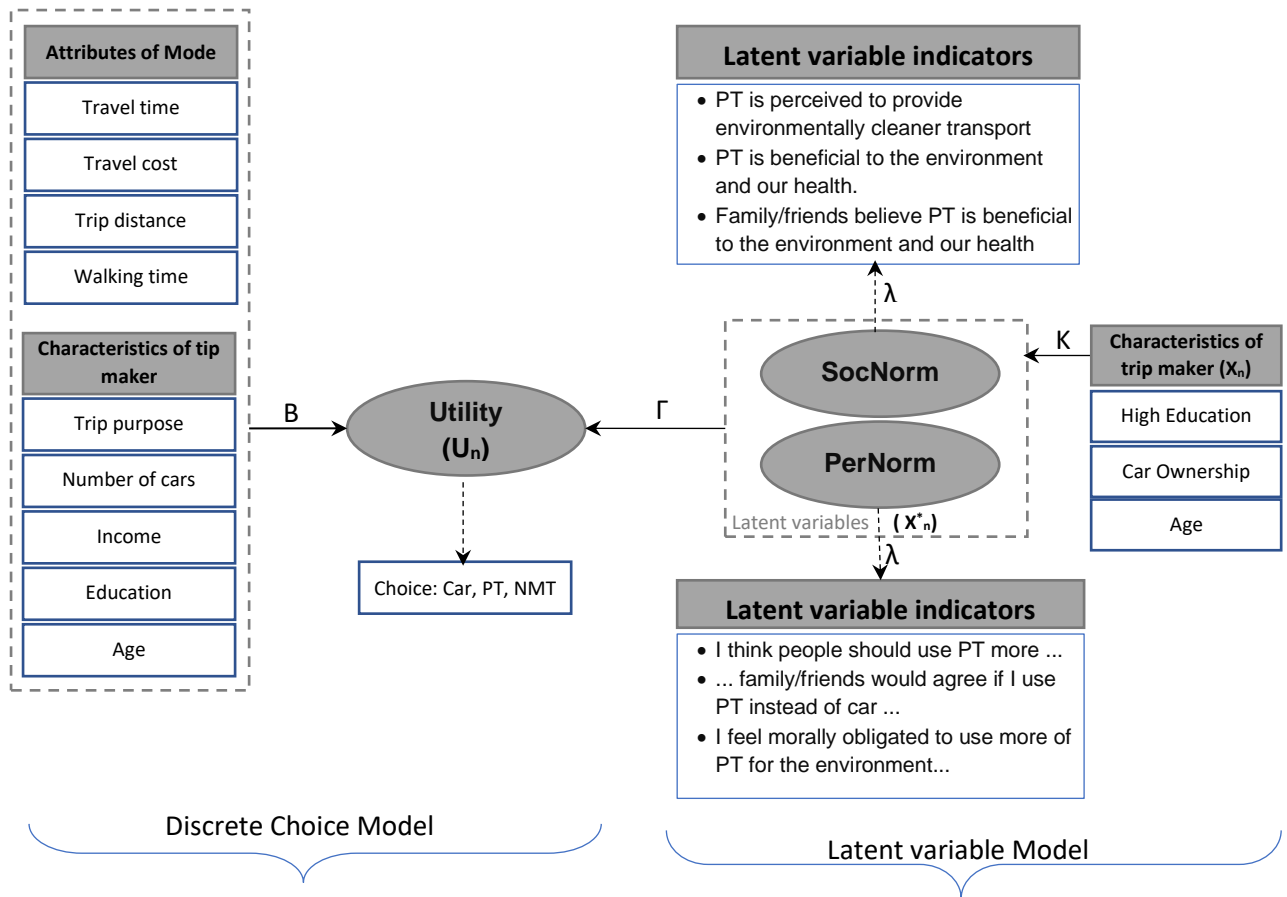 Attributes of Mode
Travel time
Travel cost
Trip distance
Walking time
Characteristics of tip
maker
Trip purpose
Number of cars
Income
Education
Age
B
Utility
(Uₙ)
Choice: Car, PT, NMT
Γ
Latent variable indicators
• PT is perceived to provide
environmentally cleaner transport
• PT is beneficial to the environment
and our health.
• Family/friends believe PT is beneficial
to the environment and our health
λ
SocNorm
PerNorm
Latent variables (X*ₙ)
λ
K
Characteristics of
trip maker (Xₙ)
High Education
Car Ownership
Age
Latent variable indicators
• I think people should use PT more ...
• ... family/friends would agree if I use
PT instead of car ...
• I feel morally obligated to use more of
PT for the environment...
Discrete Choice Model
Latent variable Model